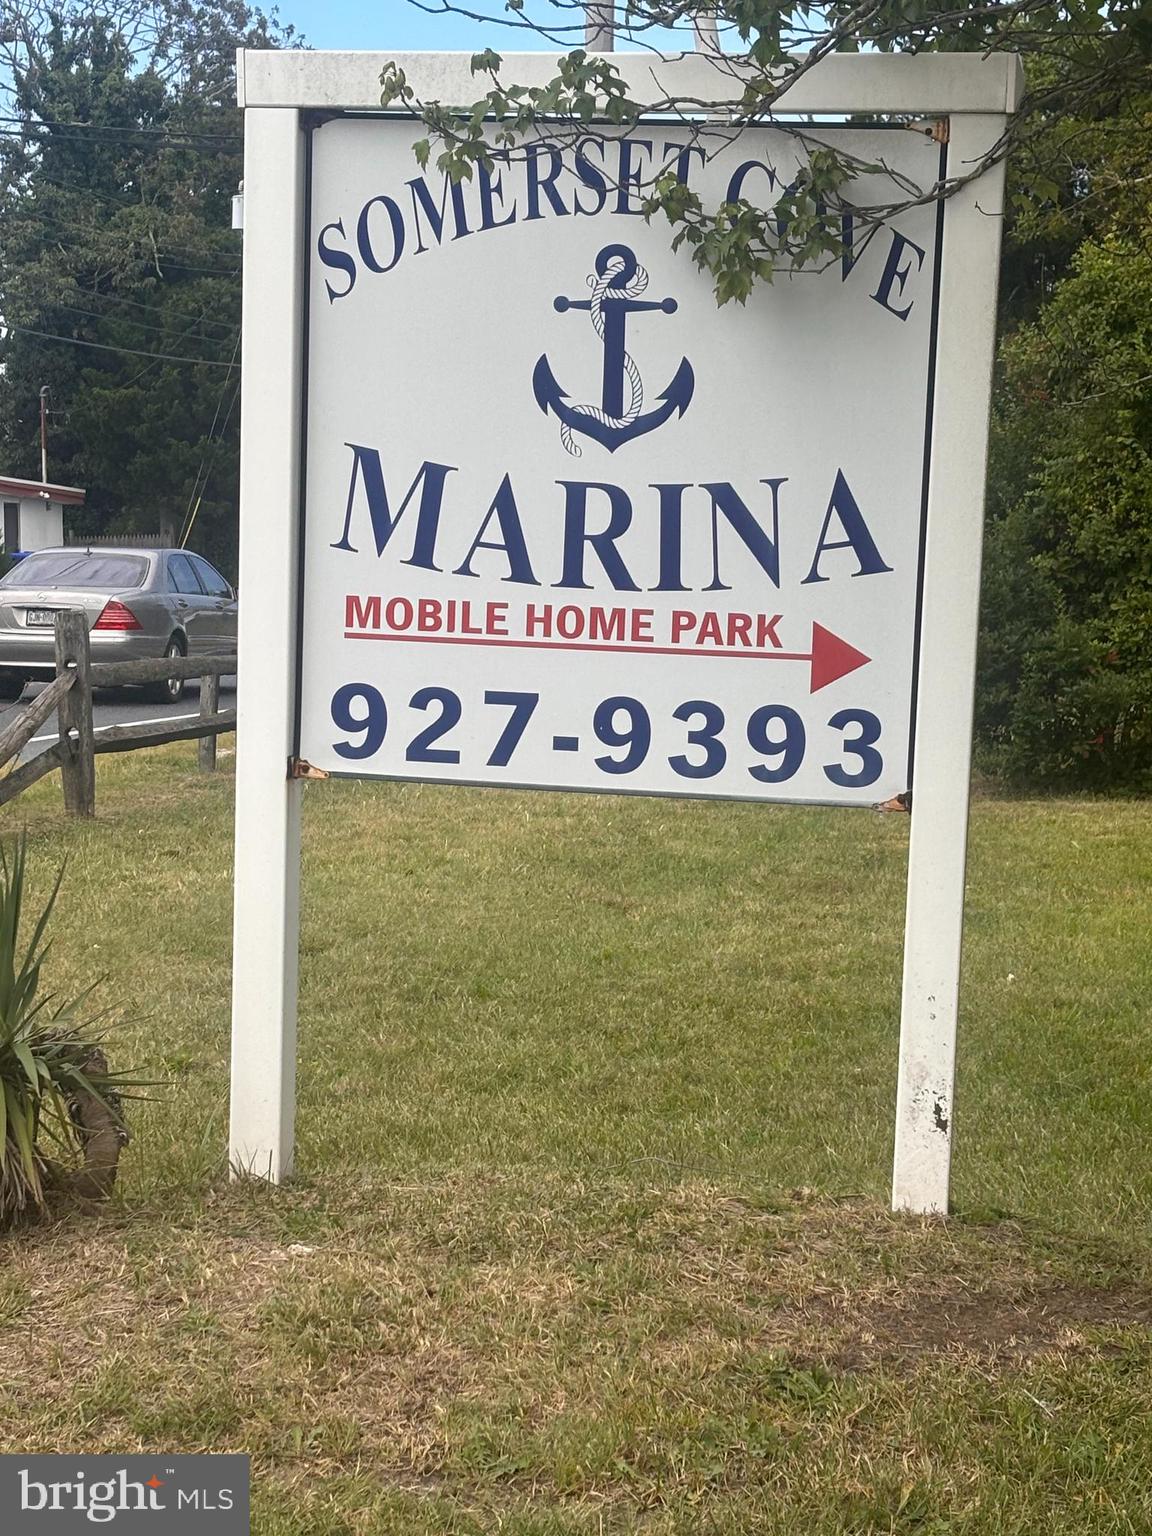 SOMERSET COVE
MARINA
MOBILE HOME PARK
927-9393
bright MLS